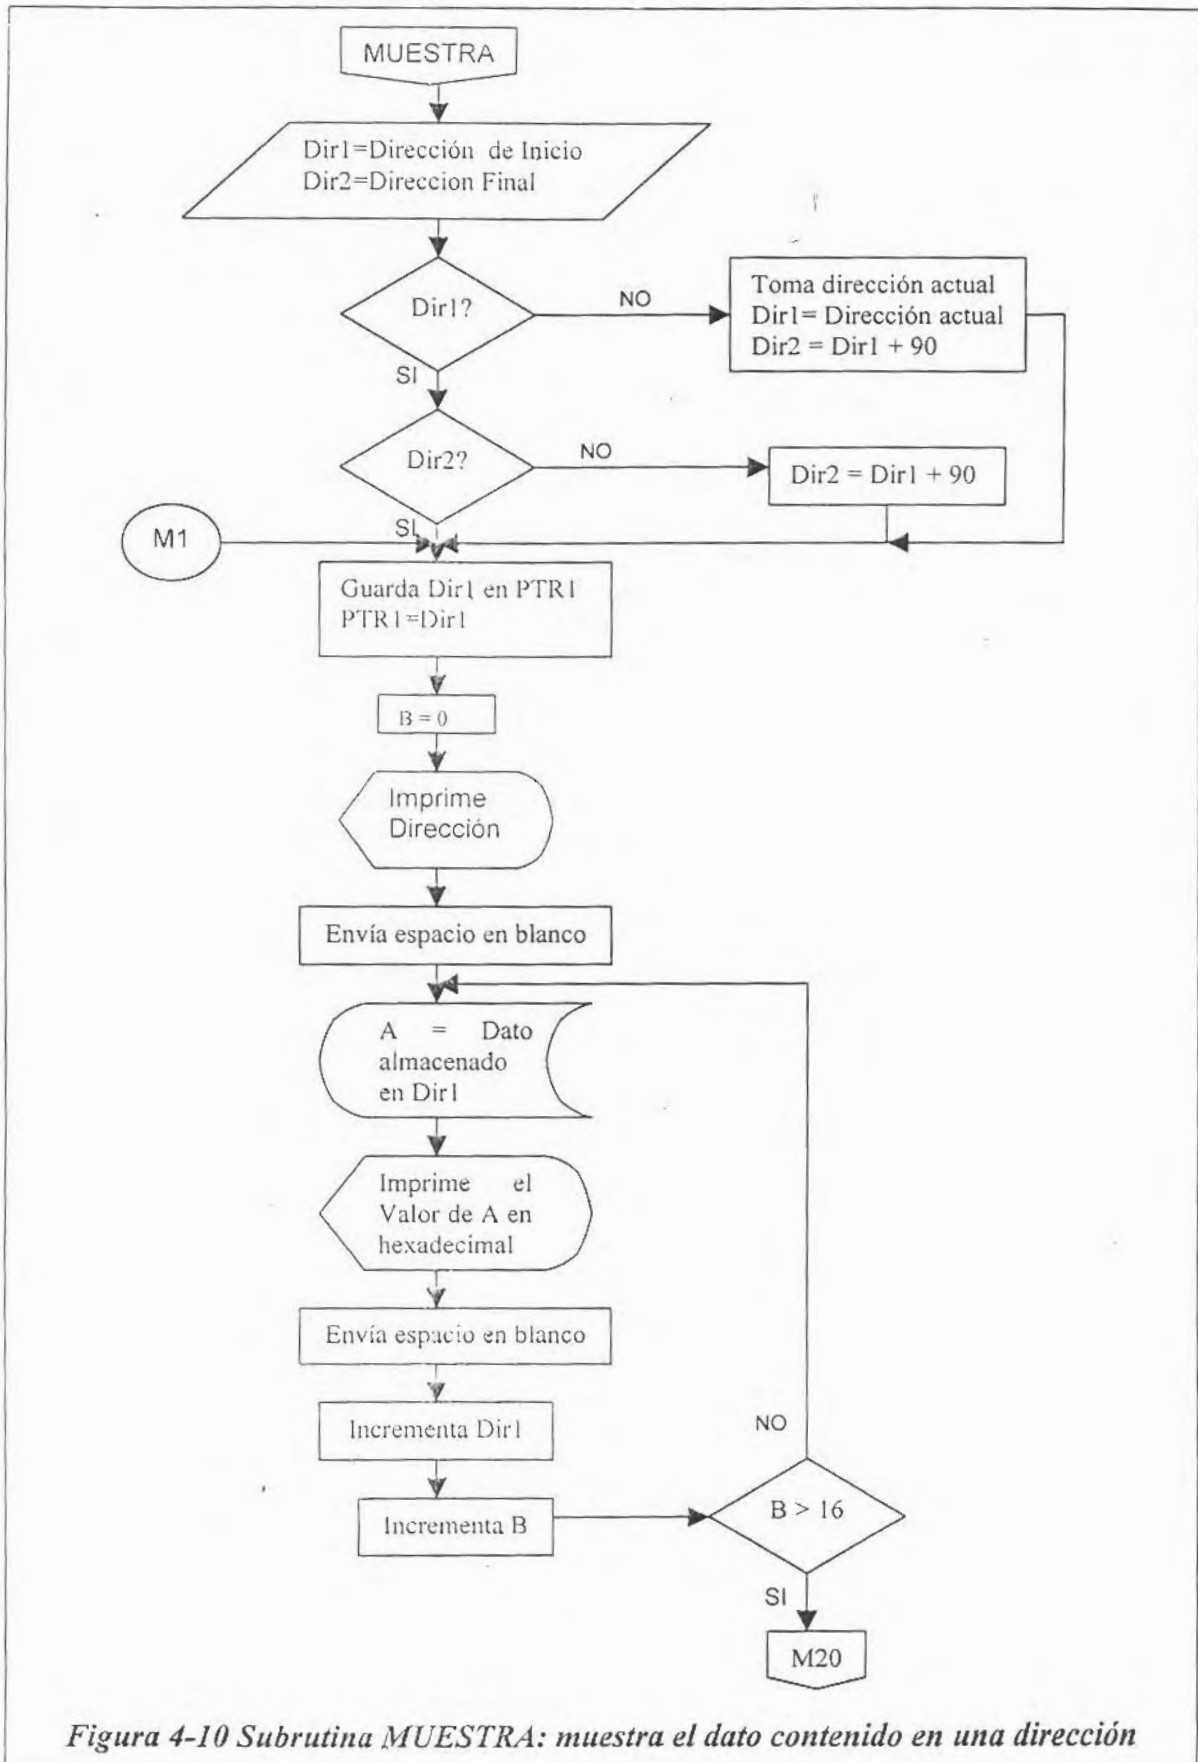 MUESTRA
Dir1=Dirección de Inicio
Dir2=Direccion Final
Dir1?
NO
Toma dirección actual
Dir1= Dirección actual
Dir2 = Dir1 + 90
SI
Dir2?
NO
Dir2 = Dir1 + 90
SI
M1
Guarda Dir1 en PTR1
PTR1=Dir1
B = 0
Imprime
Dirección
Envía espacio en blanco
A = Dato
almacenado
en Dir1
Imprime el
Valor de A en
hexadecimal
Envía espacio en blanco
Incrementa Dir1
NO
Incrementa B
B > 16
SI
M20
Figura 4-10 Subrutina MUESTRA: muestra el dato contenido en una dirección